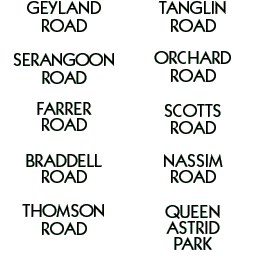 GEYLAND
ROAD
SERANGOON
ROAD
FARRER
ROAD
BRADDELL
ROAD
THOMSON
ROAD
TANGLIN
ROAD
ORCHARD
ROAD
SCOTTS
ROAD
NASSIM
ROAD
QUEEN
ASTRID
PARK